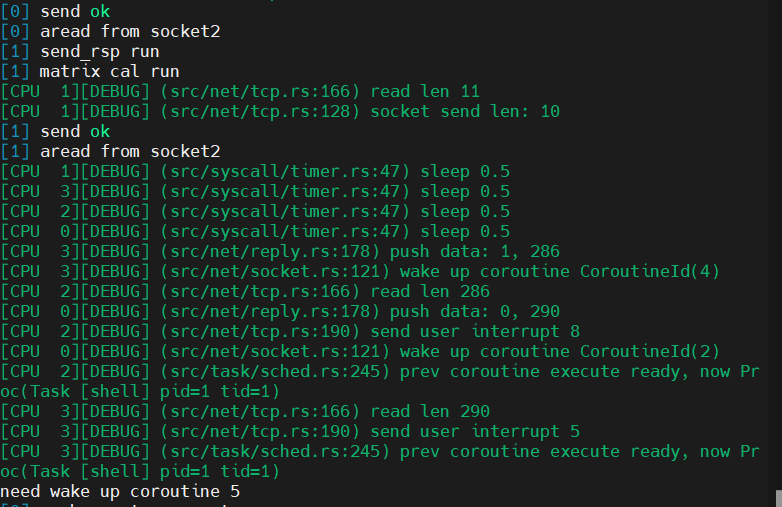 [0] send ok
[0] aread from socket2
[1] send_rsp run
[1] matrix cal run
[CPU  1][DEBUG] (src/net/tcp.rs:166) read len 11
[CPU  1][DEBUG] (src/net/tcp.rs:128) socket send len: 10
[1] send ok
[1] aread from socket2
[CPU  1][DEBUG] (src/syscall/timer.rs:47) sleep 0.5
[CPU  3][DEBUG] (src/syscall/timer.rs:47) sleep 0.5
[CPU  2][DEBUG] (src/syscall/timer.rs:47) sleep 0.5
[CPU  0][DEBUG] (src/syscall/timer.rs:47) sleep 0.5
[CPU  3][DEBUG] (src/net/reply.rs:178) push data: 1, 286
[CPU  3][DEBUG] (src/net/socket.rs:121) wake up coroutine CoroutineId(4)
[CPU  2][DEBUG] (src/net/tcp.rs:166) read len 286
[CPU  0][DEBUG] (src/net/reply.rs:178) push data: 0, 290
[CPU  2][DEBUG] (src/net/tcp.rs:190) send user interrupt 8
[CPU  0][DEBUG] (src/net/socket.rs:121) wake up coroutine CoroutineId(2)
[CPU  2][DEBUG] (src/task/sched.rs:245) prev coroutine execute ready, now Pr
oc(Task [shell] pid=1 tid=1)
[CPU  3][DEBUG] (src/net/tcp.rs:166) read len 290
[CPU  3][DEBUG] (src/net/tcp.rs:190) send user interrupt 5
[CPU  3][DEBUG] (src/task/sched.rs:245) prev coroutine execute ready, now Pr
oc(Task [shell] pid=1 tid=1)
need wake up coroutine 5